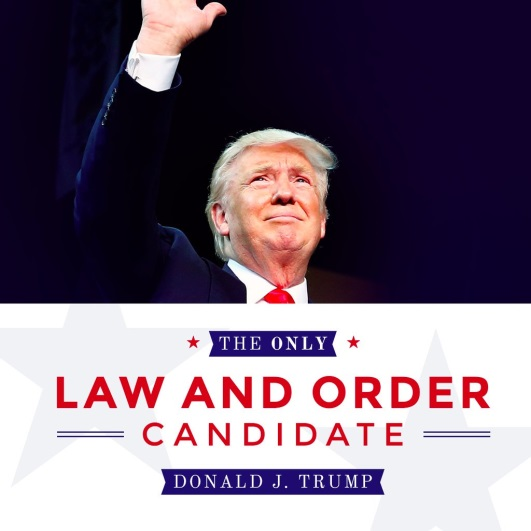 THE ONLY
LAW AND ORDER
CANDIDATE
DONALD J. TRUMP